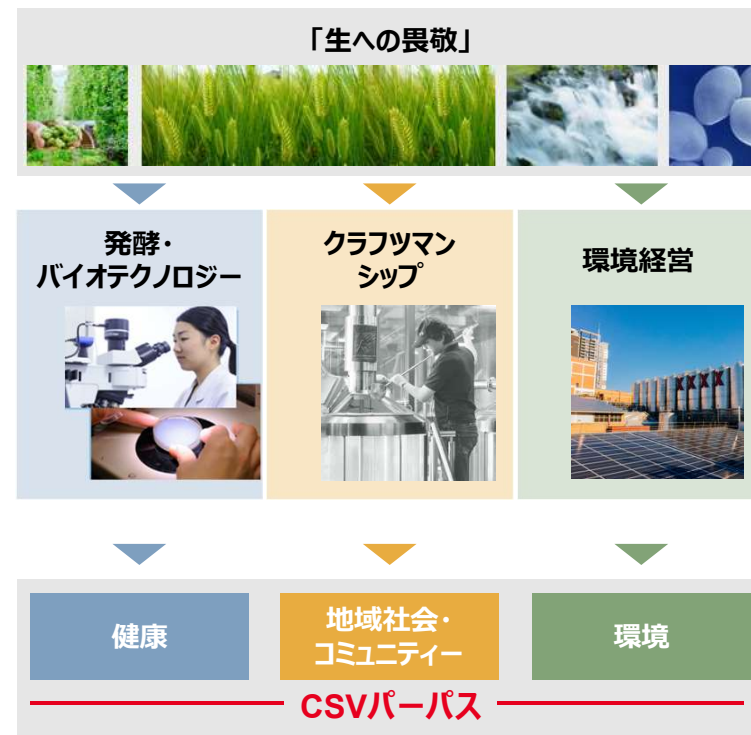 「生への畏敬」
発酵・
バイオテクノロジー
クラフツマン
シップ
環境経営
XXXX
健康
地域社会・
コミュニティー
環境
CSVパーパス